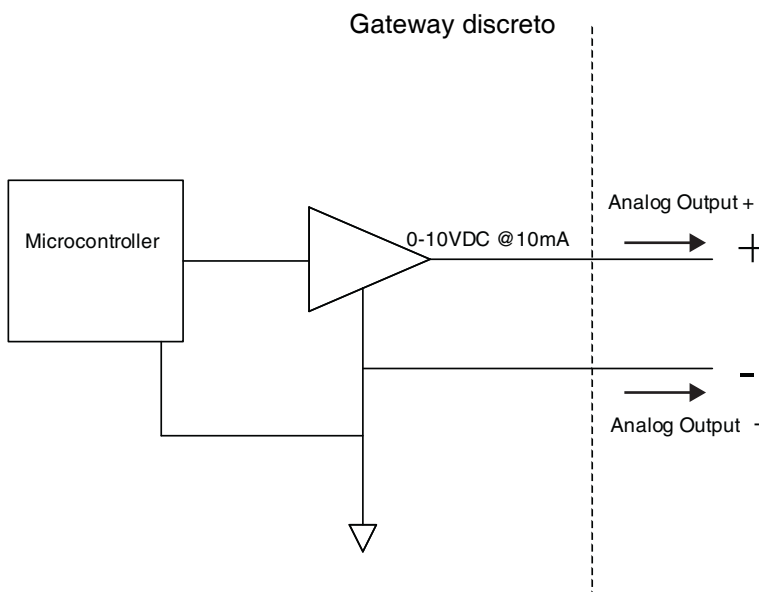 Gateway discreto
Analog Output +
Microcontroller
0-10VDC @10mA
+
-
Analog Output -